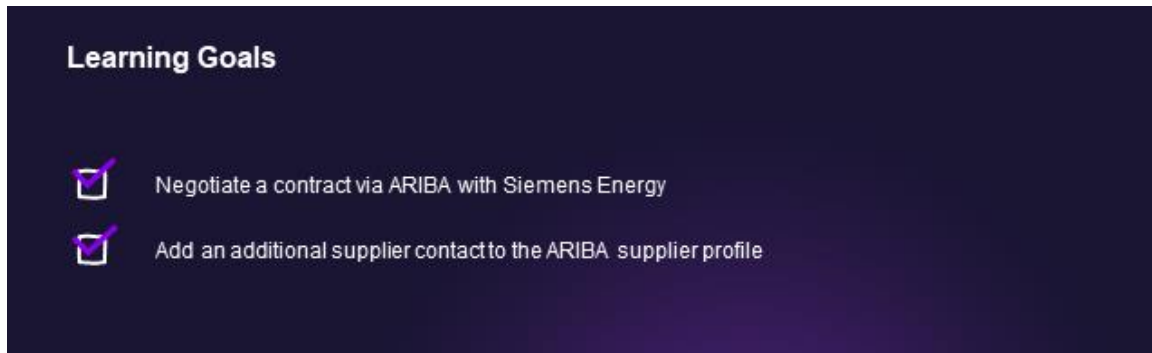 Learning Goals
Negotiate a contract via ARIBA with Siemens Energy
Add an additional supplier contact to the ARIBA supplier profile